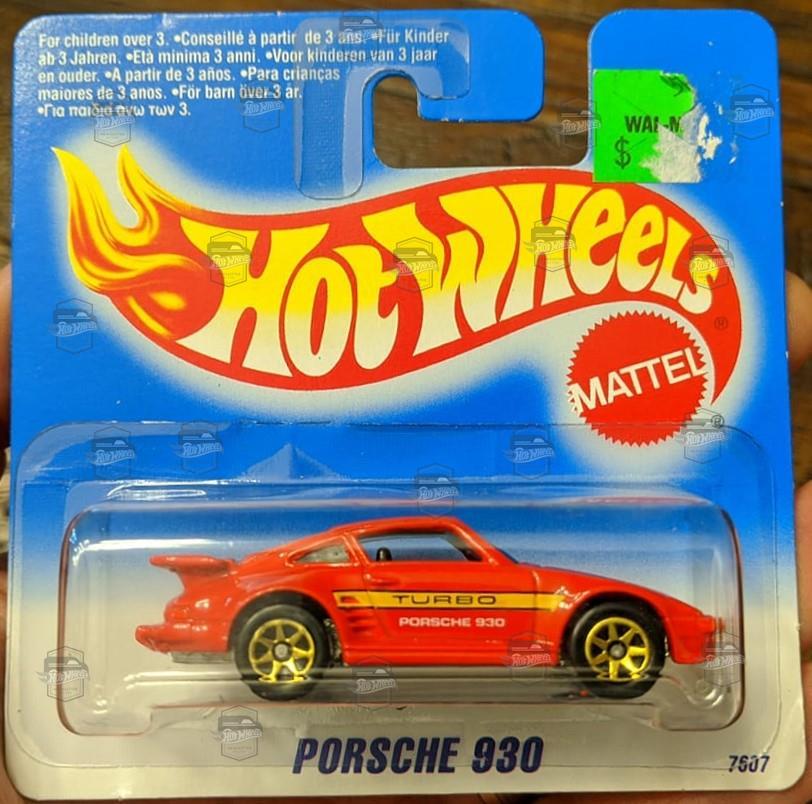 For children over 3. •Conseillé à partir de 3 ans. •Für Kinder
ab 3 Jahren. •Età minima 3 anni. •Voor kinderen van 3 jaar
en ouder. •A partir de 3 años. •Para crianças
maiores de 3 anos. •För barn över 3 år.
•Για παιδιά άνω των 3.
WAL-M
$
HOT WHEELS
®
MATTEL
®
TURBO
PORSCHE 930
PORSCHE 930
7607